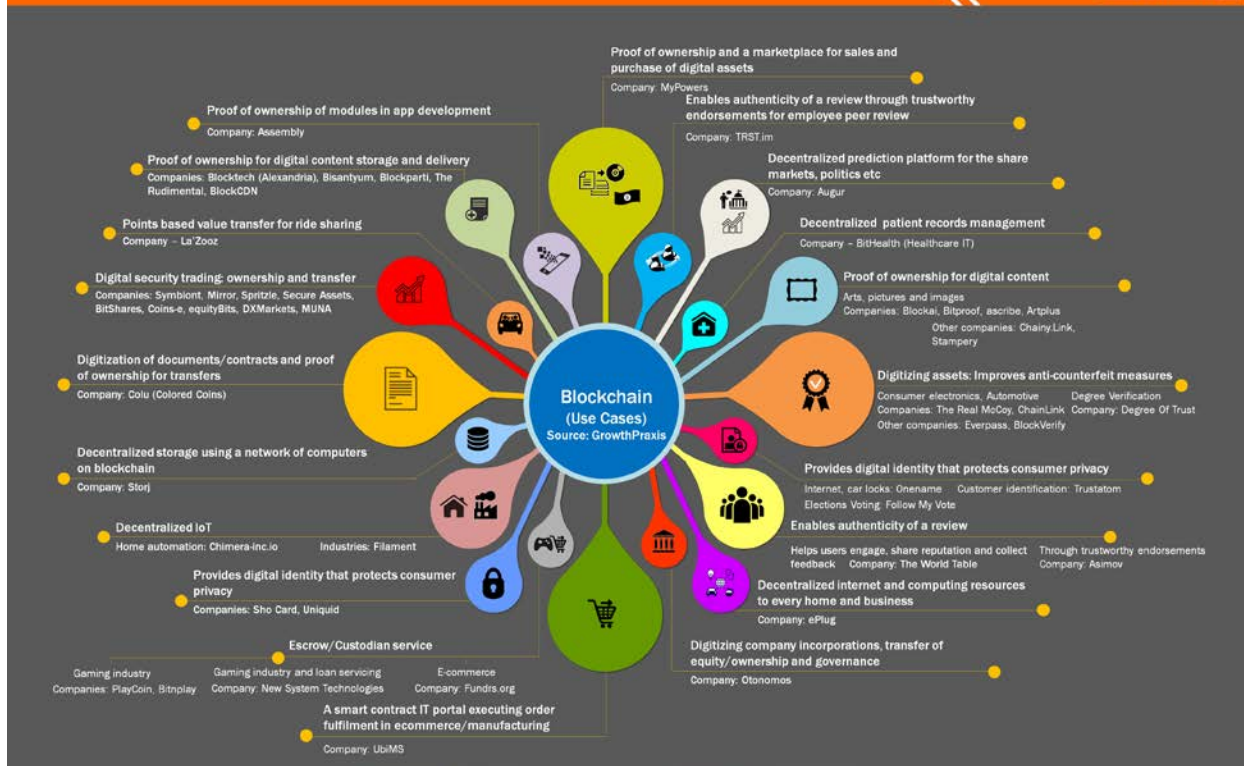 Proof of ownership and a marketplace for sales and
purchase of digital assets
Company: MyPowers
Proof of ownership of modules in app development
Company: Assembly
Enables authenticity of a review through trustworthy
endorsements for employee peer review
Company: TRST.im
Proof of ownership for digital content storage and delivery
Companies: Blocktech (Alexandria), Bisantyum, Blockparti, The
Rudimental, BlockCDN
Decentralized prediction platform for the share
markets, politics etc
Company: Augur
Points based value transfer for ride sharing
Company – La'Zooz
Decentralized patient records management
Company – BitHealth (Healthcare IT)
Digital security trading: ownership and transfer
Companies: Symbiont, Mirror, Spritzle, Secure Assets,
BitShares, Coins-e, equityBits, DXMarkets, MUNA
Proof of ownership for digital content
Arts, pictures and images
Companies: Blockai, Bitproof, ascribe, Artplus
Other companies: Chainy.Link,
Stampery
Digitization of documents/contracts and proof
of ownership for transfers
Company: Colu (Colored Coins)
Blockchain
(Use Cases)
Source: GrowthPraxis
Digitizing assets: Improves anti-counterfeit measures
Consumer electronics, Automotive
Companies: The Real McCoy, ChainLink
Other companies: Everpass, BlockVerify
Degree Verification
Company: Degree Of Trust
Decentralized storage using a network of computers
on blockchain
Company: Storj
Provides digital identity that protects consumer privacy
Internet, car locks: Onename Customer identification: Trustatom
Elections Voting: Follow My Vote
Decentralized IoT
Home automation: Chimera-inc.io Industries: Filament
Enables authenticity of a review
Helps users engage, share reputation and collect
feedback Company: The World Table
Through trustworthy endorsements
Company: Asimov
Provides digital identity that protects consumer
privacy
Companies: Sho Card, Uniquid
Decentralized internet and computing resources
to every home and business
Company: ePlug
Escrow/Custodian service
Gaming industry
Companies: PlayCoin, Bitnplay
Gaming industry and loan servicing
Company: New System Technologies
E-commerce
Company: Fundrs.org
Digitizing company incorporations, transfer of
equity/ownership and governance
Company: Otonomos
A smart contract IT portal executing order
fulfilment in ecommerce/manufacturing
Company: UbiMS